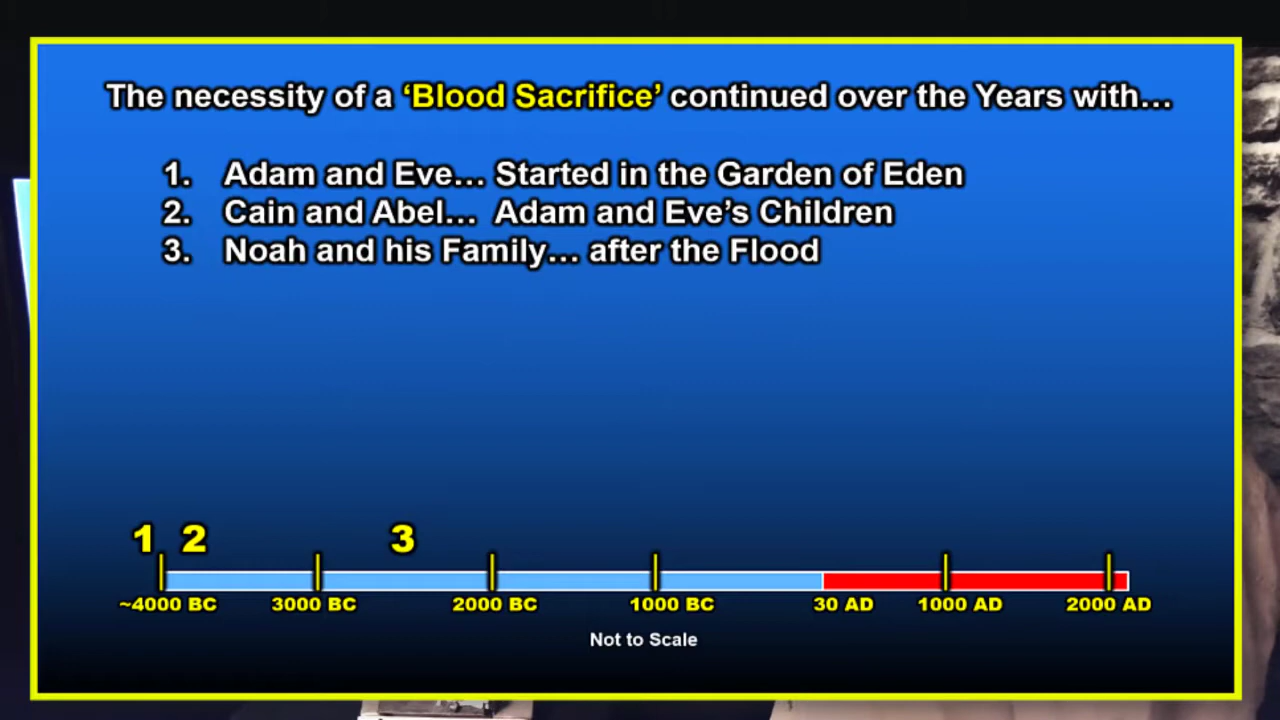 The necessity of a ‘Blood Sacrifice’ continued over the Years with…
1. Adam and Eve… Started in the Garden of Eden
2. Cain and Abel… Adam and Eve’s Children
3. Noah and his Family… after the Flood
1 2 3
~4000 BC 3000 BC 2000 BC 1000 BC 30 AD 1000 AD 2000 AD
Not to Scale